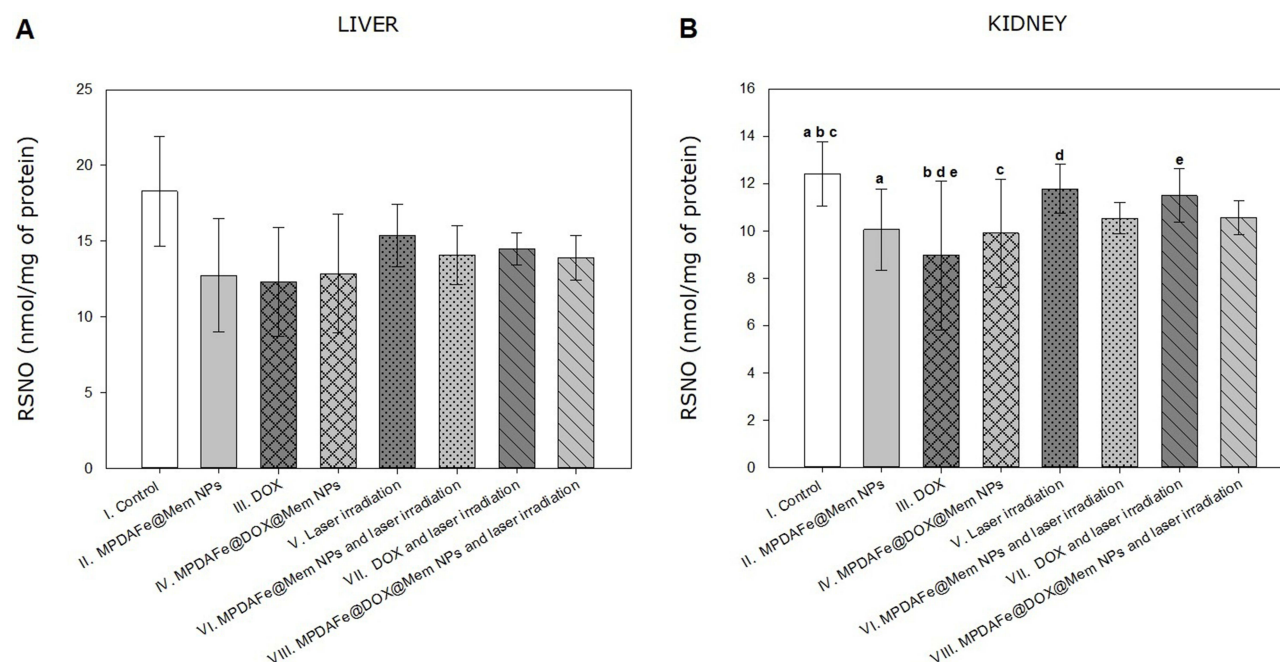 A
LIVER
RSNO (nmol/mg of protein)
25
20
15
10
5
0
I. Control
II. MPDAFe@Mem NPs
III. DOX
IV. MPDAFe@DOX@Mem NPs
V. Laser irradiation
VI. MPDAFe@Mem NPs and laser irradiation
VII. DOX and laser irradiation
VIII. MPDAFe@DOX@Mem NPs and laser irradiation
B
KIDNEY
RSNO (nmol/mg of protein)
16
14
12
10
8
6
4
2
0
a b c
a
b d e
c
d
e
I. Control
II. MPDAFe@Mem NPs
III. DOX
IV. MPDAFe@DOX@Mem NPs
V. Laser irradiation
VI. MPDAFe@Mem NPs and laser irradiation
VII. DOX and laser irradiation
VIII. MPDAFe@DOX@Mem NPs and laser irradiation